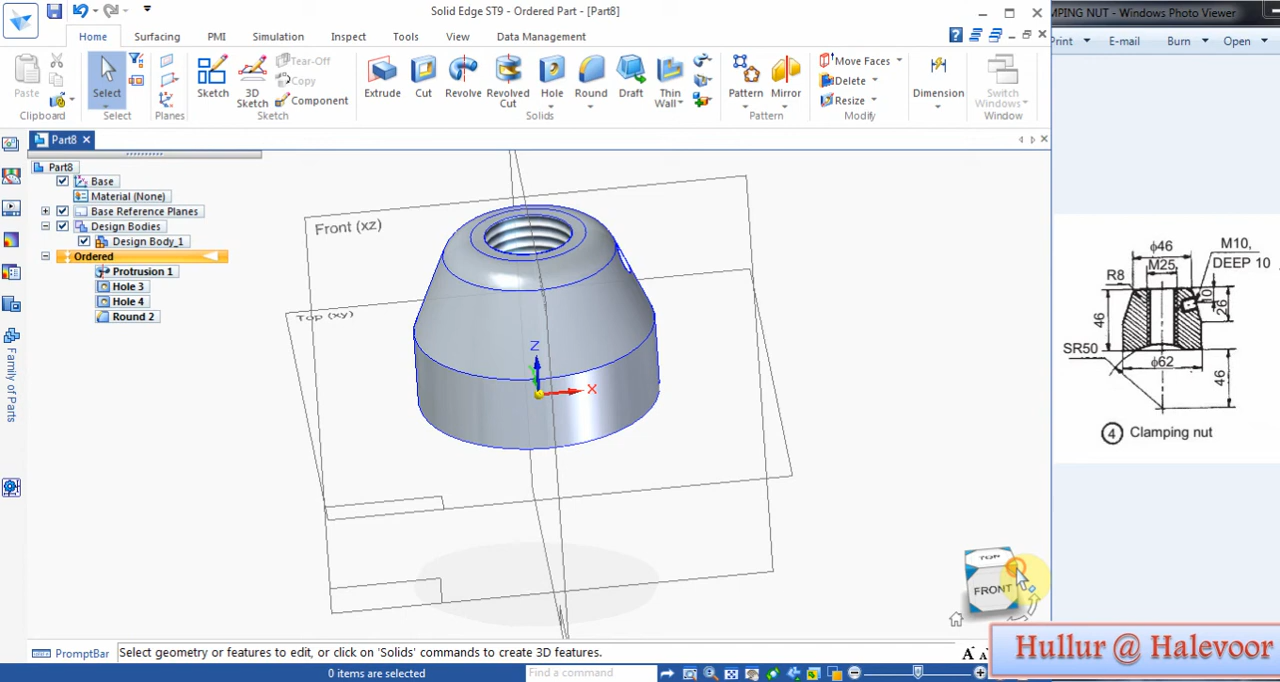 Solid Edge ST9 - Ordered Part - [Part8]
MPING NUT - Windows Photo Viewer
Home
Surfacing
PMI
Simulation
Inspect
Tools
View
Data Management
Print
E-mail
Burn
Open
Paste
Select
Sketch
3D
Sketch
Tear-Off
Copy
Component
Extrude
Cut
Revolve
Revolved
Cut
Hole
Round
Draft
Thin
Wall
Pattern
Mirror
Move Faces
Delete
Resize
Dimension
Switch
Windows
Clipboard
Select
Planes
Sketch
Solids
Pattern
Modify
Window
Part8
Part8
Base
Material (None)
Base Reference Planes
Design Bodies
Design Body_1
Ordered
Protrusion 1
Hole 3
Hole 4
Round 2
Family of Parts
Front (xz)
Top (xy)
Z
X
TOP
FRONT
ϕ46
M25
M10,
DEEP 10
R8
10
26
46
SR50
ϕ62
46
4 Clamping nut
PromptBar
Select geometry or features to edit, or click on 'Solids' commands to create 3D features.
A A
0 items are selected
Find a command
Hullur @ Halevoor